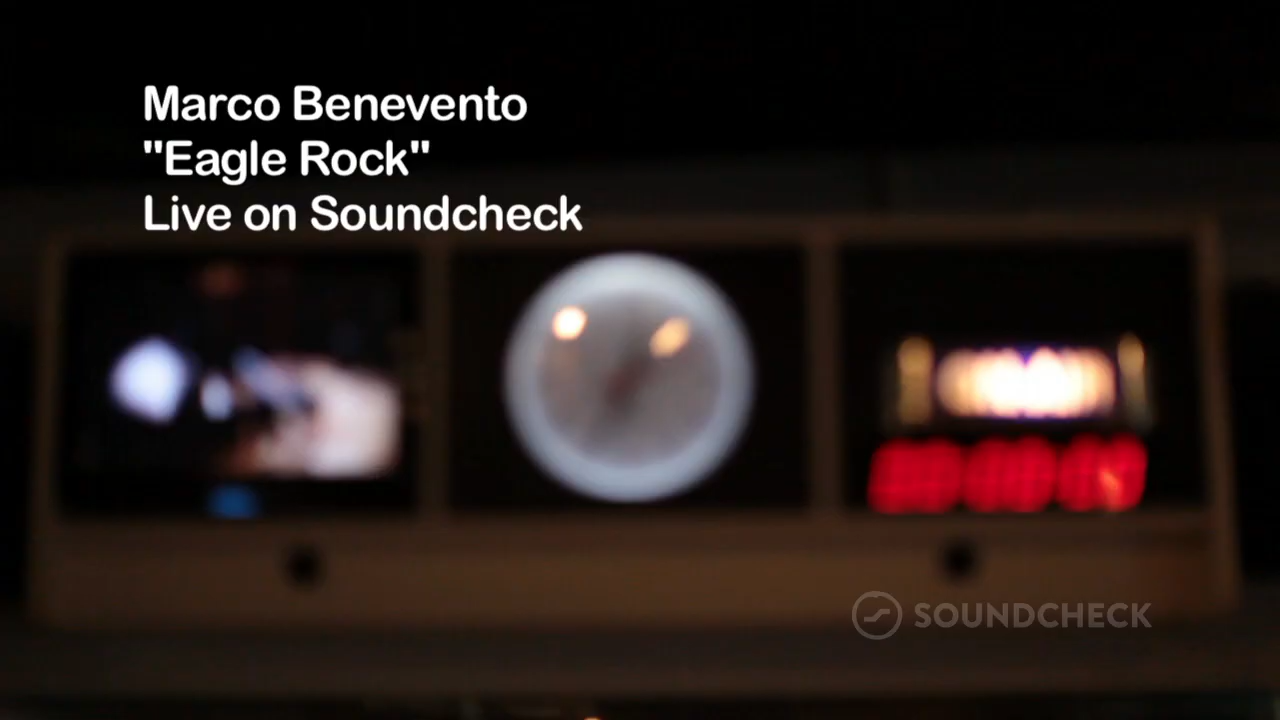 Marco Benevento
"Eagle Rock"
Live on Soundcheck
SOUNDCHECK